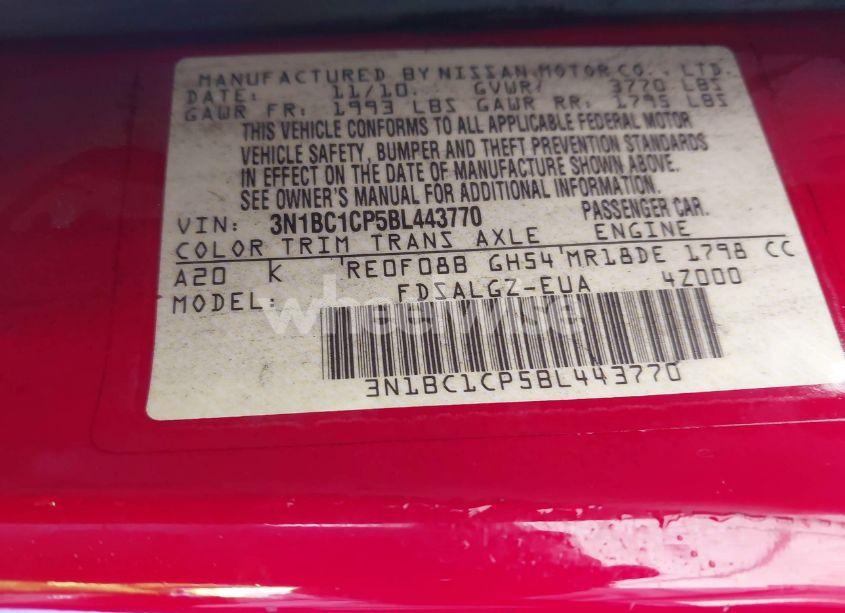 MANUFACTURED BY NISSAN MOTOR CO., LTD.
DATE: 11/10. GVWR: 3770 LBS
GAWR FR: 1993 LBS GAWR RR: 1795 LBS
THIS VEHICLE CONFORMS TO ALL APPLICABLE FEDERAL MOTOR
VEHICLE SAFETY, BUMPER AND THEFT PREVENTION STANDARDS
IN EFFECT ON THE DATE OF MANUFACTURE SHOWN ABOVE.
SEE OWNER'S MANUAL FOR ADDITIONAL INFORMATION.
VIN: 3N1BC1CP5BL443770 PASSENGER CAR.
COLOR TRIM TRANS AXLE ENGINE
A20 K RE0F08B GH54 MR18DE 1798 CC
MODEL: FDSALGZ-EUA 4Z000
wheelwise
3N1BC1CP5BL443770